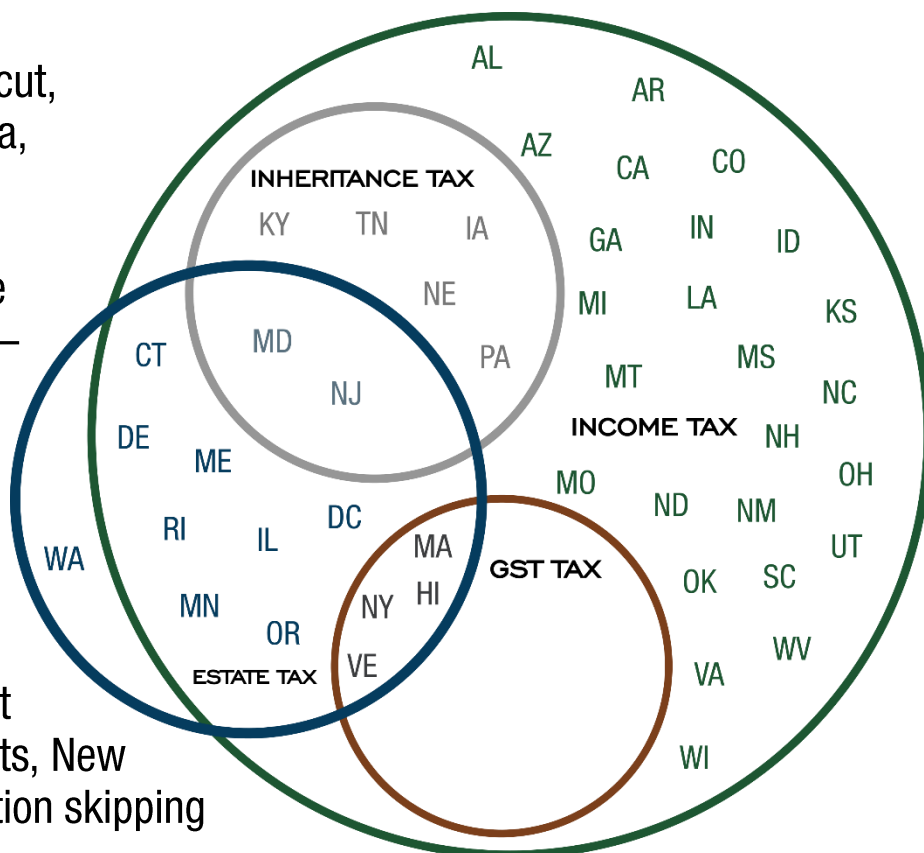 cut,
a,
e
–
t
ts, New
tion skipping
AL
AR
AZ
CA CO
INHERITANCE TAX
KY TN IA
GA IN ID
NE
MI LA KS
MD
CT
PA
MS
MT
NJ
NC
INCOME TAX
NH
DE
ME
OH
MO
ND NM
RI
IL
DC
MA
UT
WA
GST TAX
OK SC
MN
NY HI
OR
WV
ESTATE TAX
VE
VA
WI